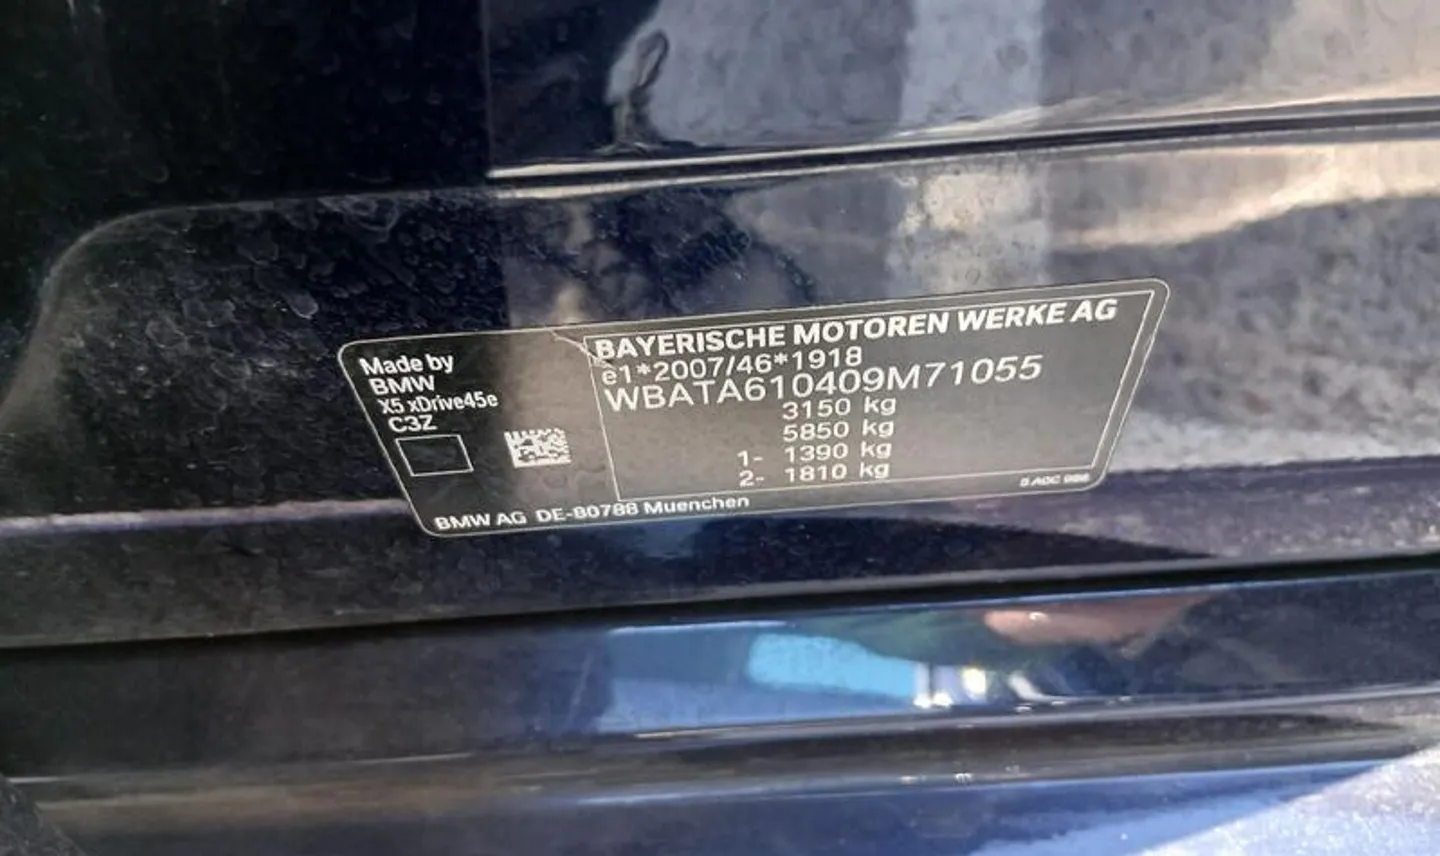 Made by
BMW
X5 xDrive45e
C3Z
BMW AG DE-80788 Muenchen
BAYERISCHE MOTOREN WERKE AG
e1*2007/46*1918
WBATA610409M71055
3150 kg
5850 kg
1- 1390 kg
2- 1810 kg